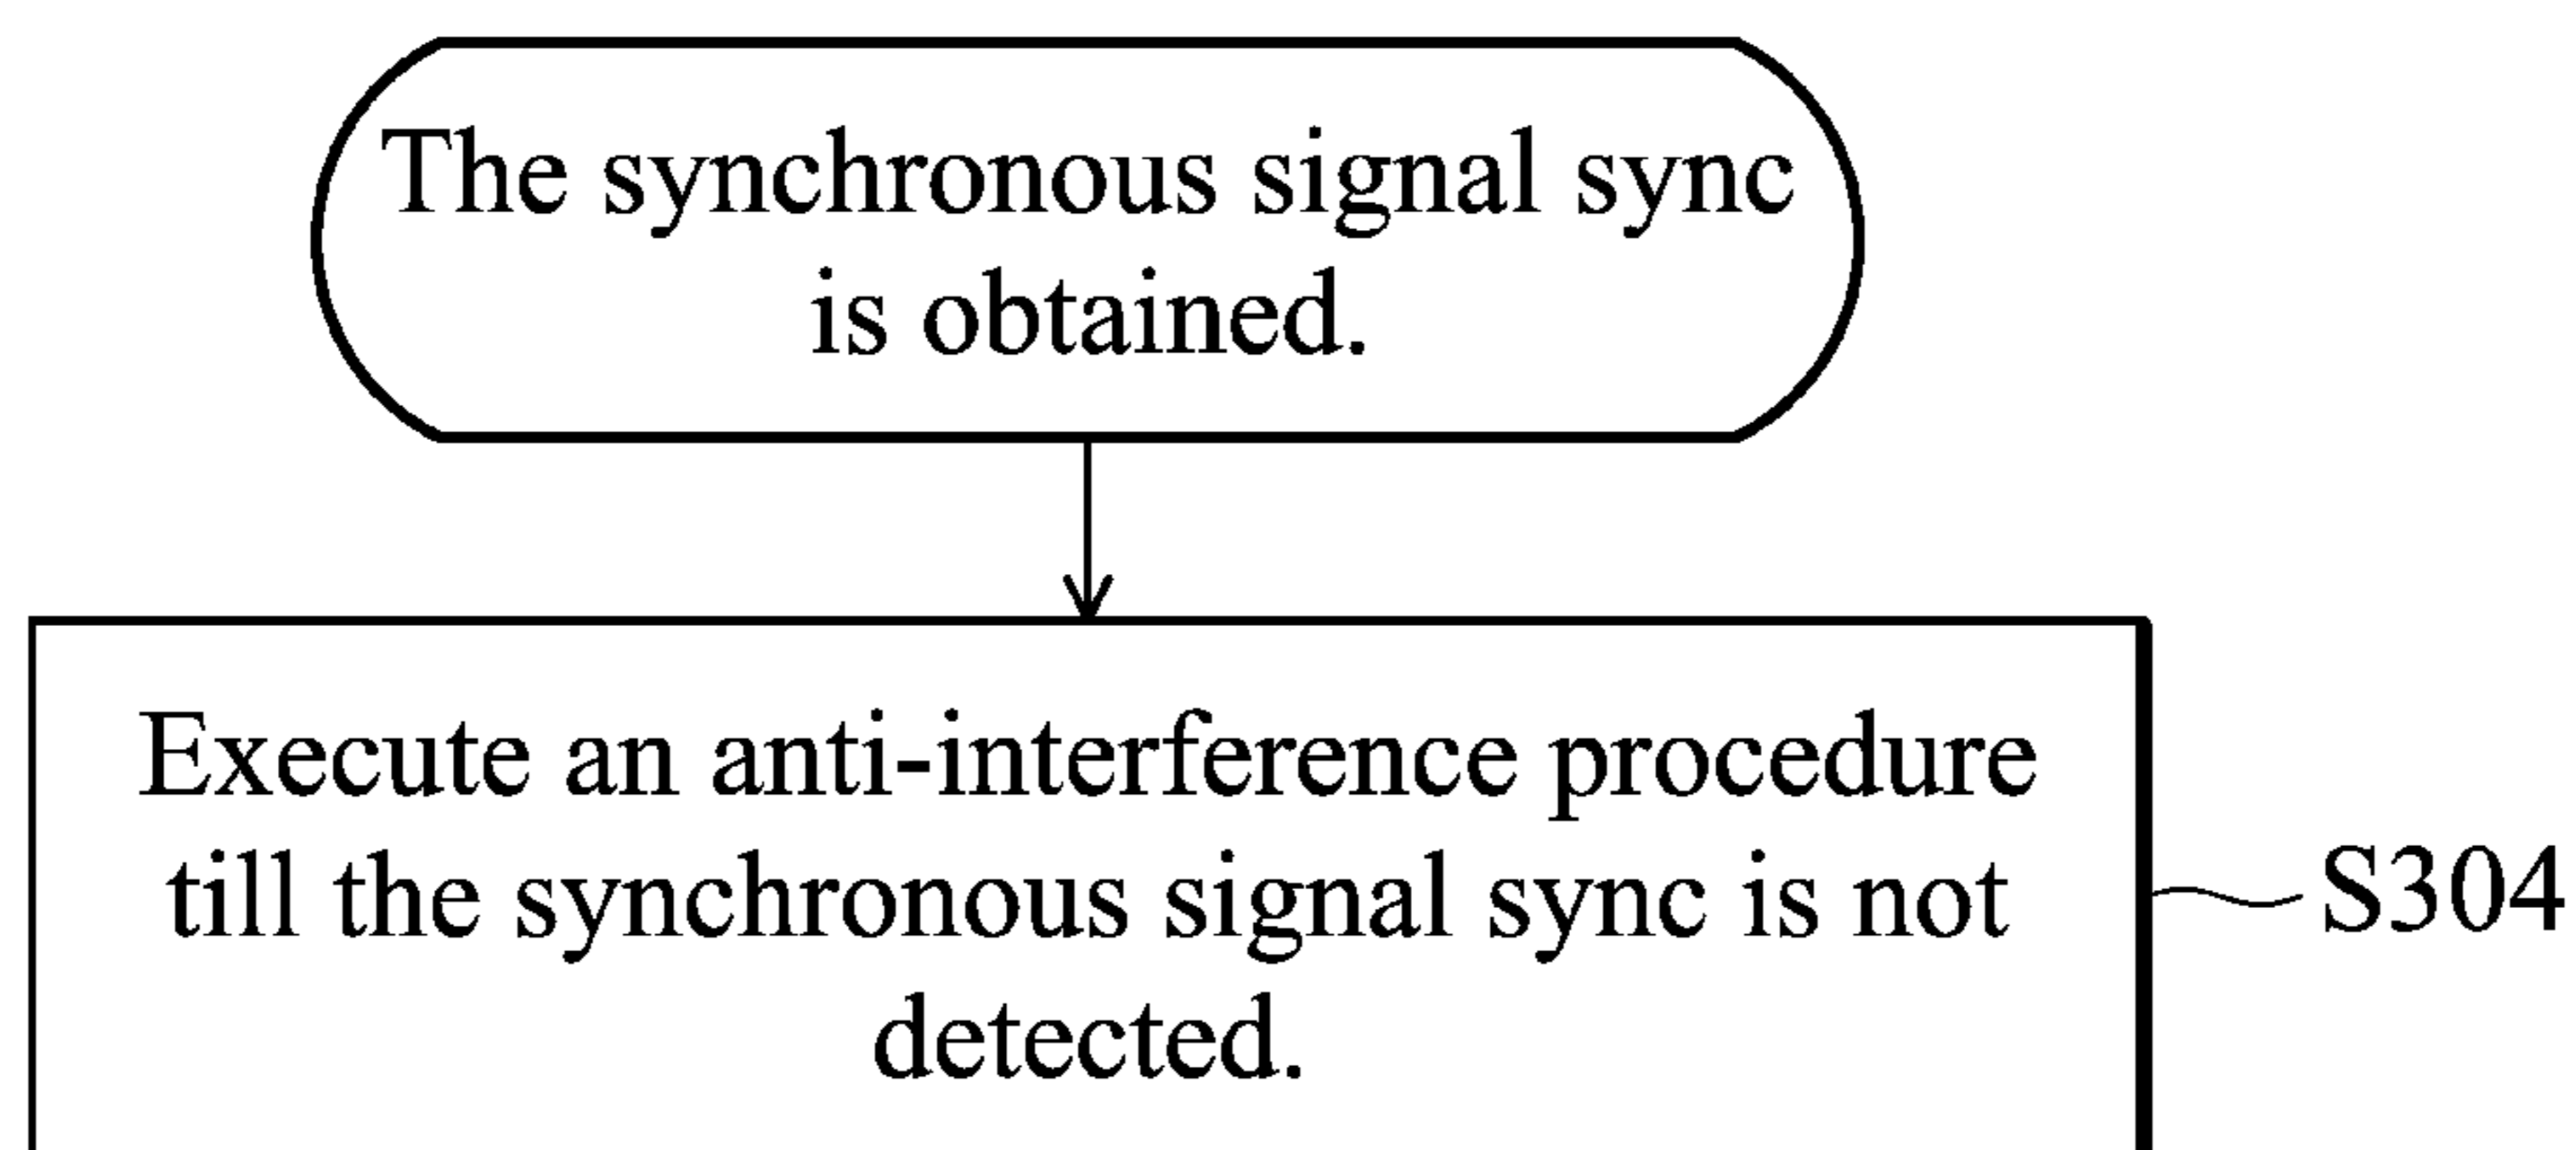 The synchronous signal sync
is obtained.
Execute an anti-interference procedure
till the synchronous signal sync is not
detected.
S304